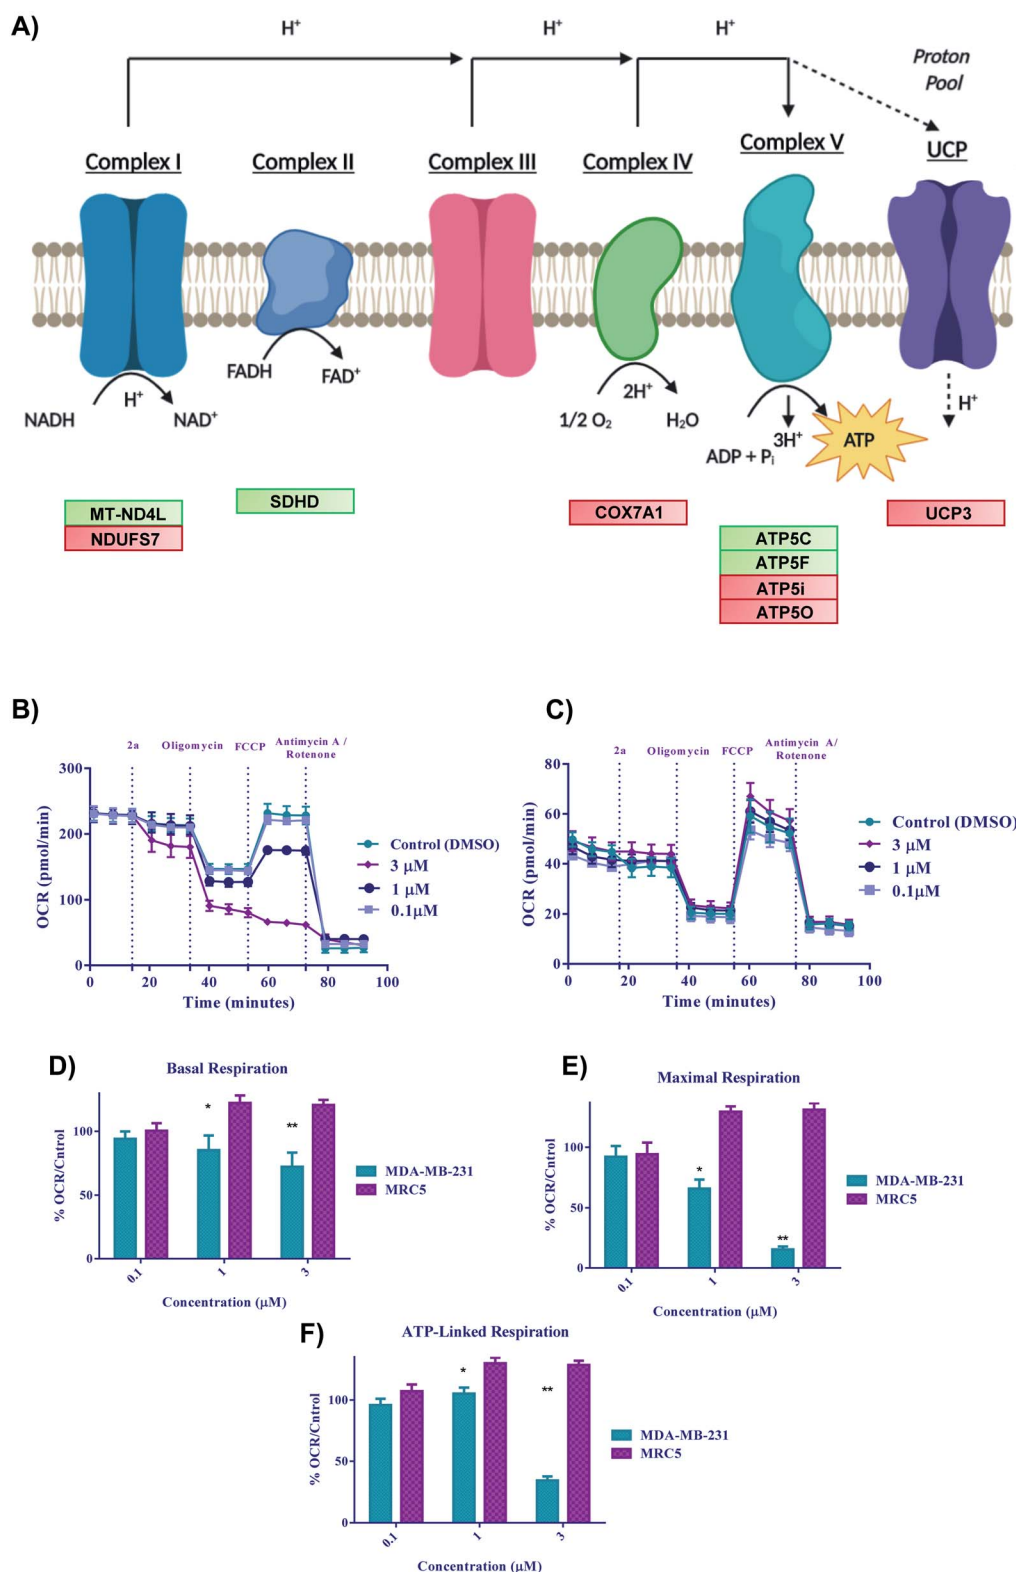 A)
H⁺ H⁺ H⁺
Proton
Pool
Complex I Complex II Complex III Complex IV Complex V UCP
NADH H⁺ NAD⁺
FADH FAD⁺
1/2 O₂ 2H⁺ H₂O
ADP + Pᵢ 3H⁺ ATP
H⁺
MT-ND4L
NDUFS7
SDHD
COX7A1
ATP5C
ATP5F
ATP5i
ATP5O
UCP3
B)
2a Oligomycin FCCP Antimycin A /
Rotenone
OCR (pmol/min)
300
200
100
0
0 20 40 60 80 100
Time (minutes)
Control (DMSO)
3 μM
1 μM
0.1μM
C)
2a Oligomycin FCCP Antimycin A/
Rotenone
OCR (pmol/min)
80
60
40
20
0
0 20 40 60 80 100
Time (minutes)
Control (DMSO)
3 μM
1 μM
0.1μM
D)
Basal Respiration
% OCR/Cntrol
100
50
0
* **
0.1 1 3
Concentration (μM)
MDA-MB-231
MRC5
E)
Maximal Respiration
% OCR/Cntrol
100
50
0
* **
0.1 1 3
Concentration (μM)
MDA-MB-231
MRC5
F)
ATP-Linked Respiration
% OCR/Cntrol
100
50
0
* **
0.1 1 3
Concentration (μM)
MDA-MB-231
MRC5